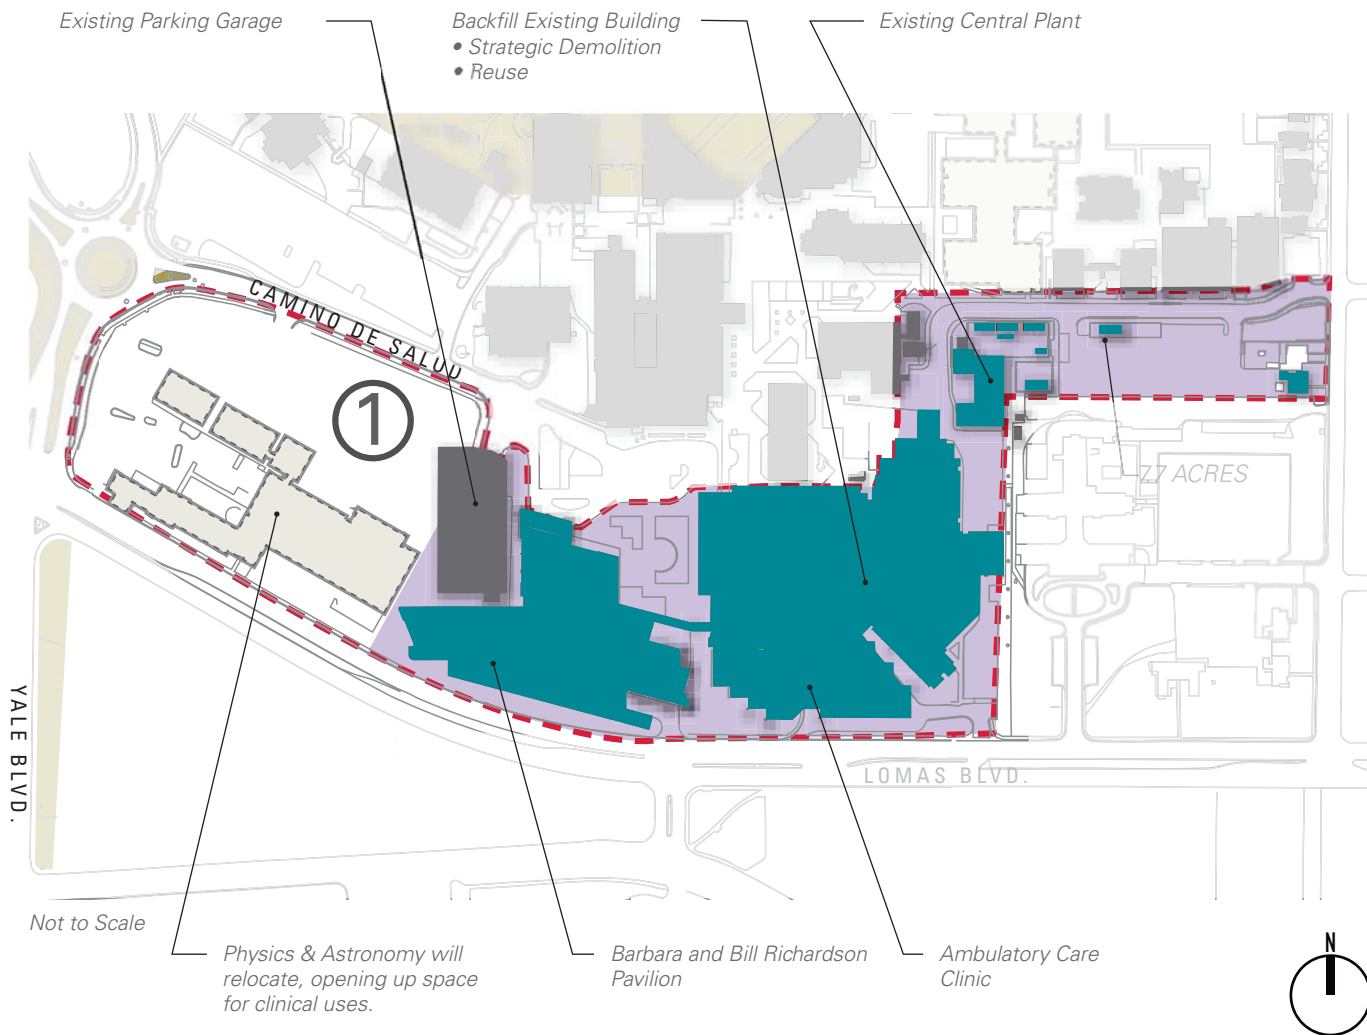 Existing Parking Garage
Backfill Existing Building
• Strategic Demolition
• Reuse
Existing Central Plant
CAMINO DE SALUD
1
7.7 ACRES
YALE BLVD.
LOMAS BLVD.
Not to Scale
Physics & Astronomy will
relocate, opening up space
for clinical uses.
Barbara and Bill Richardson
Pavilion
Ambulatory Care
Clinic
N